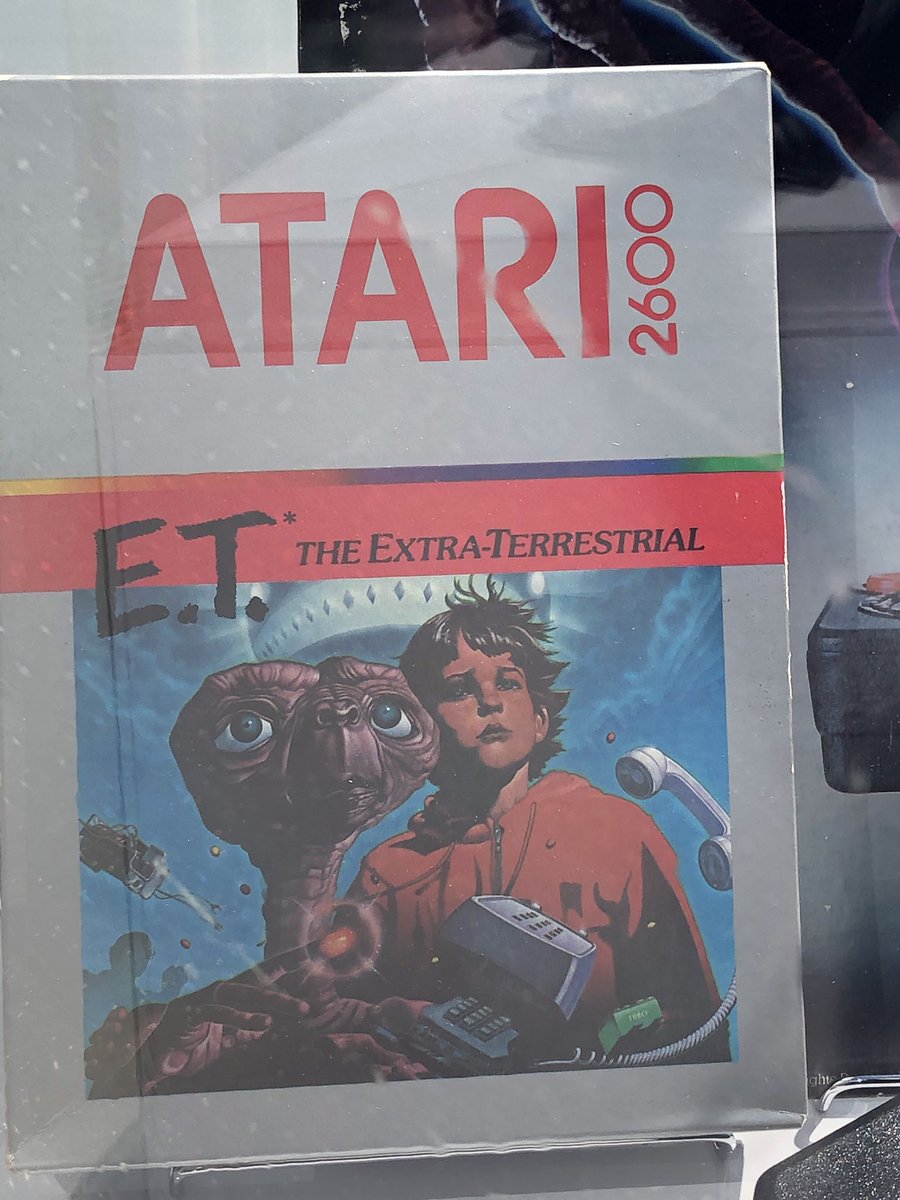 ATARI 2600
E.T.* THE EXTRA-TERRESTRIAL